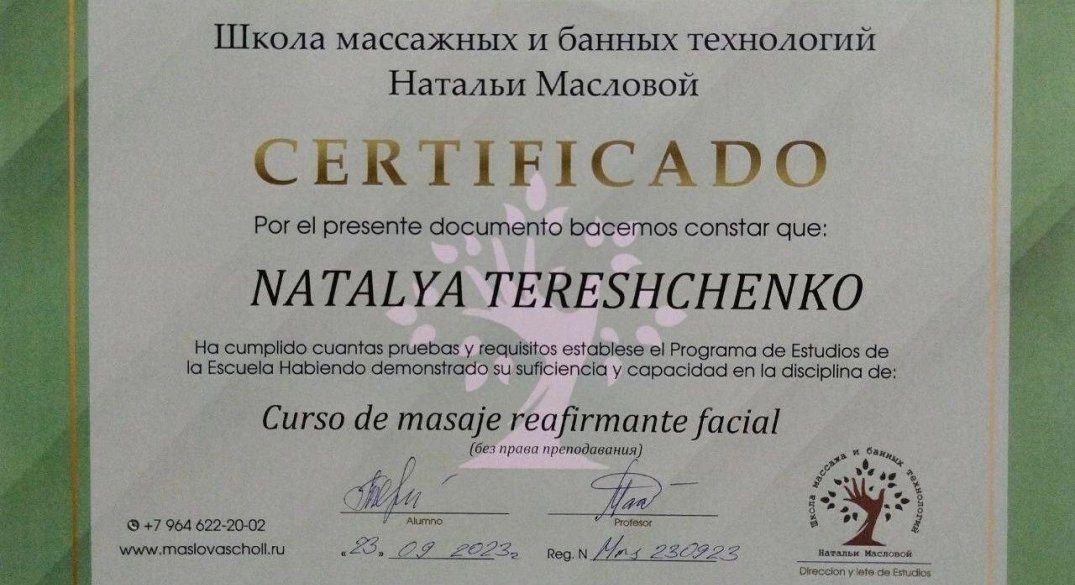 Школа массажных и банных технологий
Натальи Масловой
CERTIFICADO
Por el presente documento bacemos constar que:
NATALYA TERESHCHENKO
Ha cumplido cuantas pruebas y requisitos establese el Programa de Estudios de
la Escuela Habiendo demonstrado su suficiencia y capacidad en la disciplina de:
Curso de masaje reafirmante facial
(без права преподавания)
Alumno
Profesor
+7 964 622-20-02
www.maslovascholl.ru
«23» 09 2023г
Reg. N Mms 230923
Школа массажа и банных технологий
Натальи Масловой
Direccion y iefe de Estudios